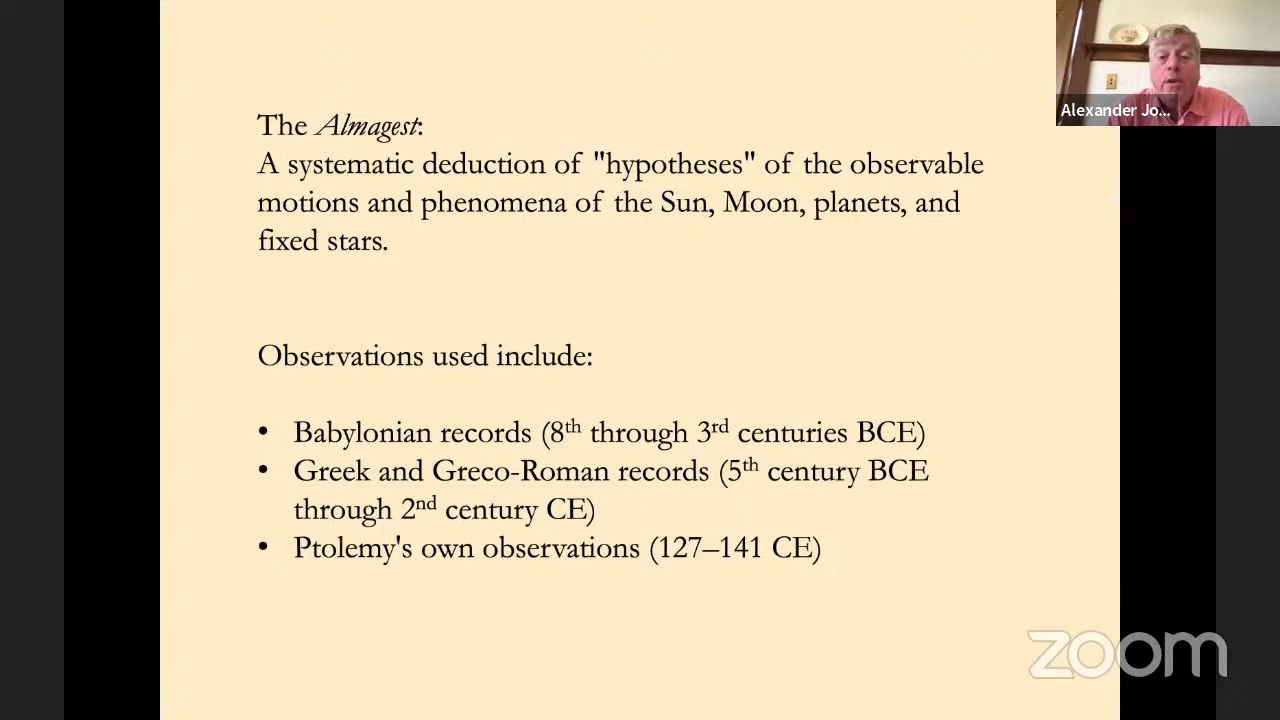 The Almagest:
A systematic deduction of "hypotheses" of the observable
motions and phenomena of the Sun, Moon, planets, and
fixed stars.
Observations used include:
• Babylonian records (8th through 3rd centuries BCE)
• Greek and Greco-Roman records (5th century BCE
through 2nd century CE)
• Ptolemy's own observations (127–141 CE)
Alexander Jo...
zoom